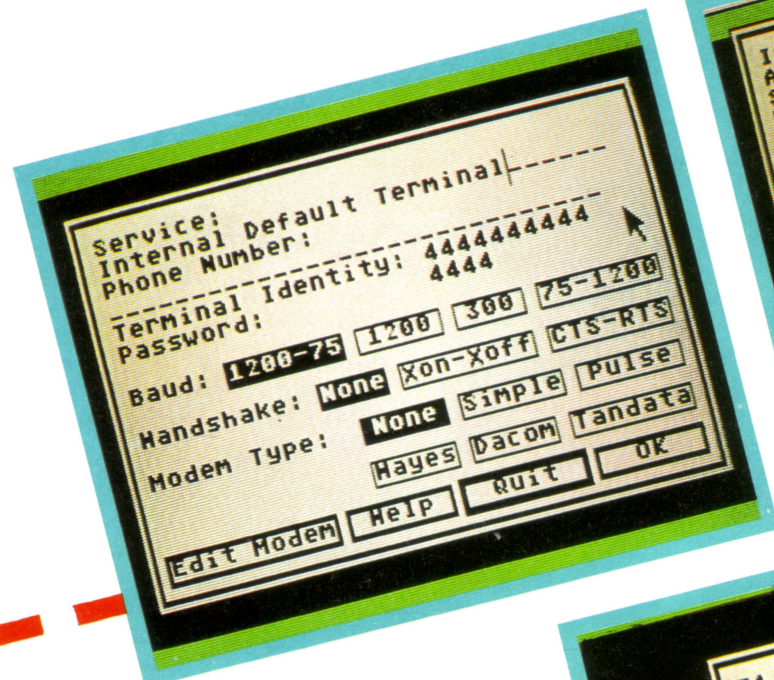 Service:
Internal Default Terminal
Phone Number:
Terminal Identity: 4444444444
Password: 4444
Baud: 1200-75 1200 300 75-1200
Handshake: None Xon-Xoff CTS-RTS
Modem Type: None Simple Pulse
Hayes Dacom Tandata
Edit Modem Help Quit OK